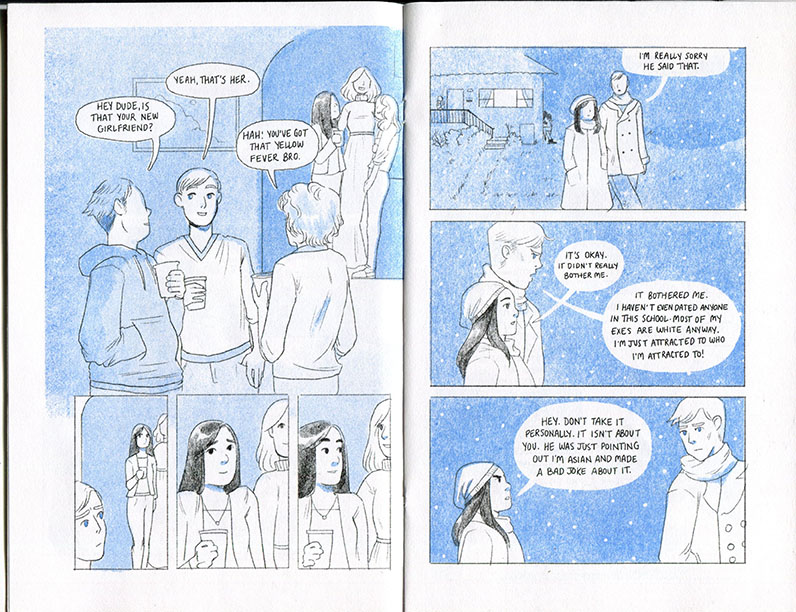 HEY DUDE, IS
THAT YOUR NEW
GIRLFRIEND?
YEAH, THAT'S HER.
HAH! YOU'VE GOT
THAT YELLOW
FEVER BRO.
I'M REALLY SORRY
HE SAID THAT.
IT'S OKAY.
IT DIDN'T REALLY
BOTHER ME.
IT BOTHERED ME.
I HAVEN'T EVEN DATED ANYONE
IN THIS SCHOOL. MOST OF MY
EXES ARE WHITE ANYWAY.
I'M JUST ATTRACTED TO WHO
I'M ATTRACTED TO!
HEY. DON'T TAKE IT
PERSONALLY. IT ISN'T ABOUT
YOU. HE WAS JUST POINTING
OUT I'M ASIAN AND MADE
A BAD JOKE ABOUT IT.